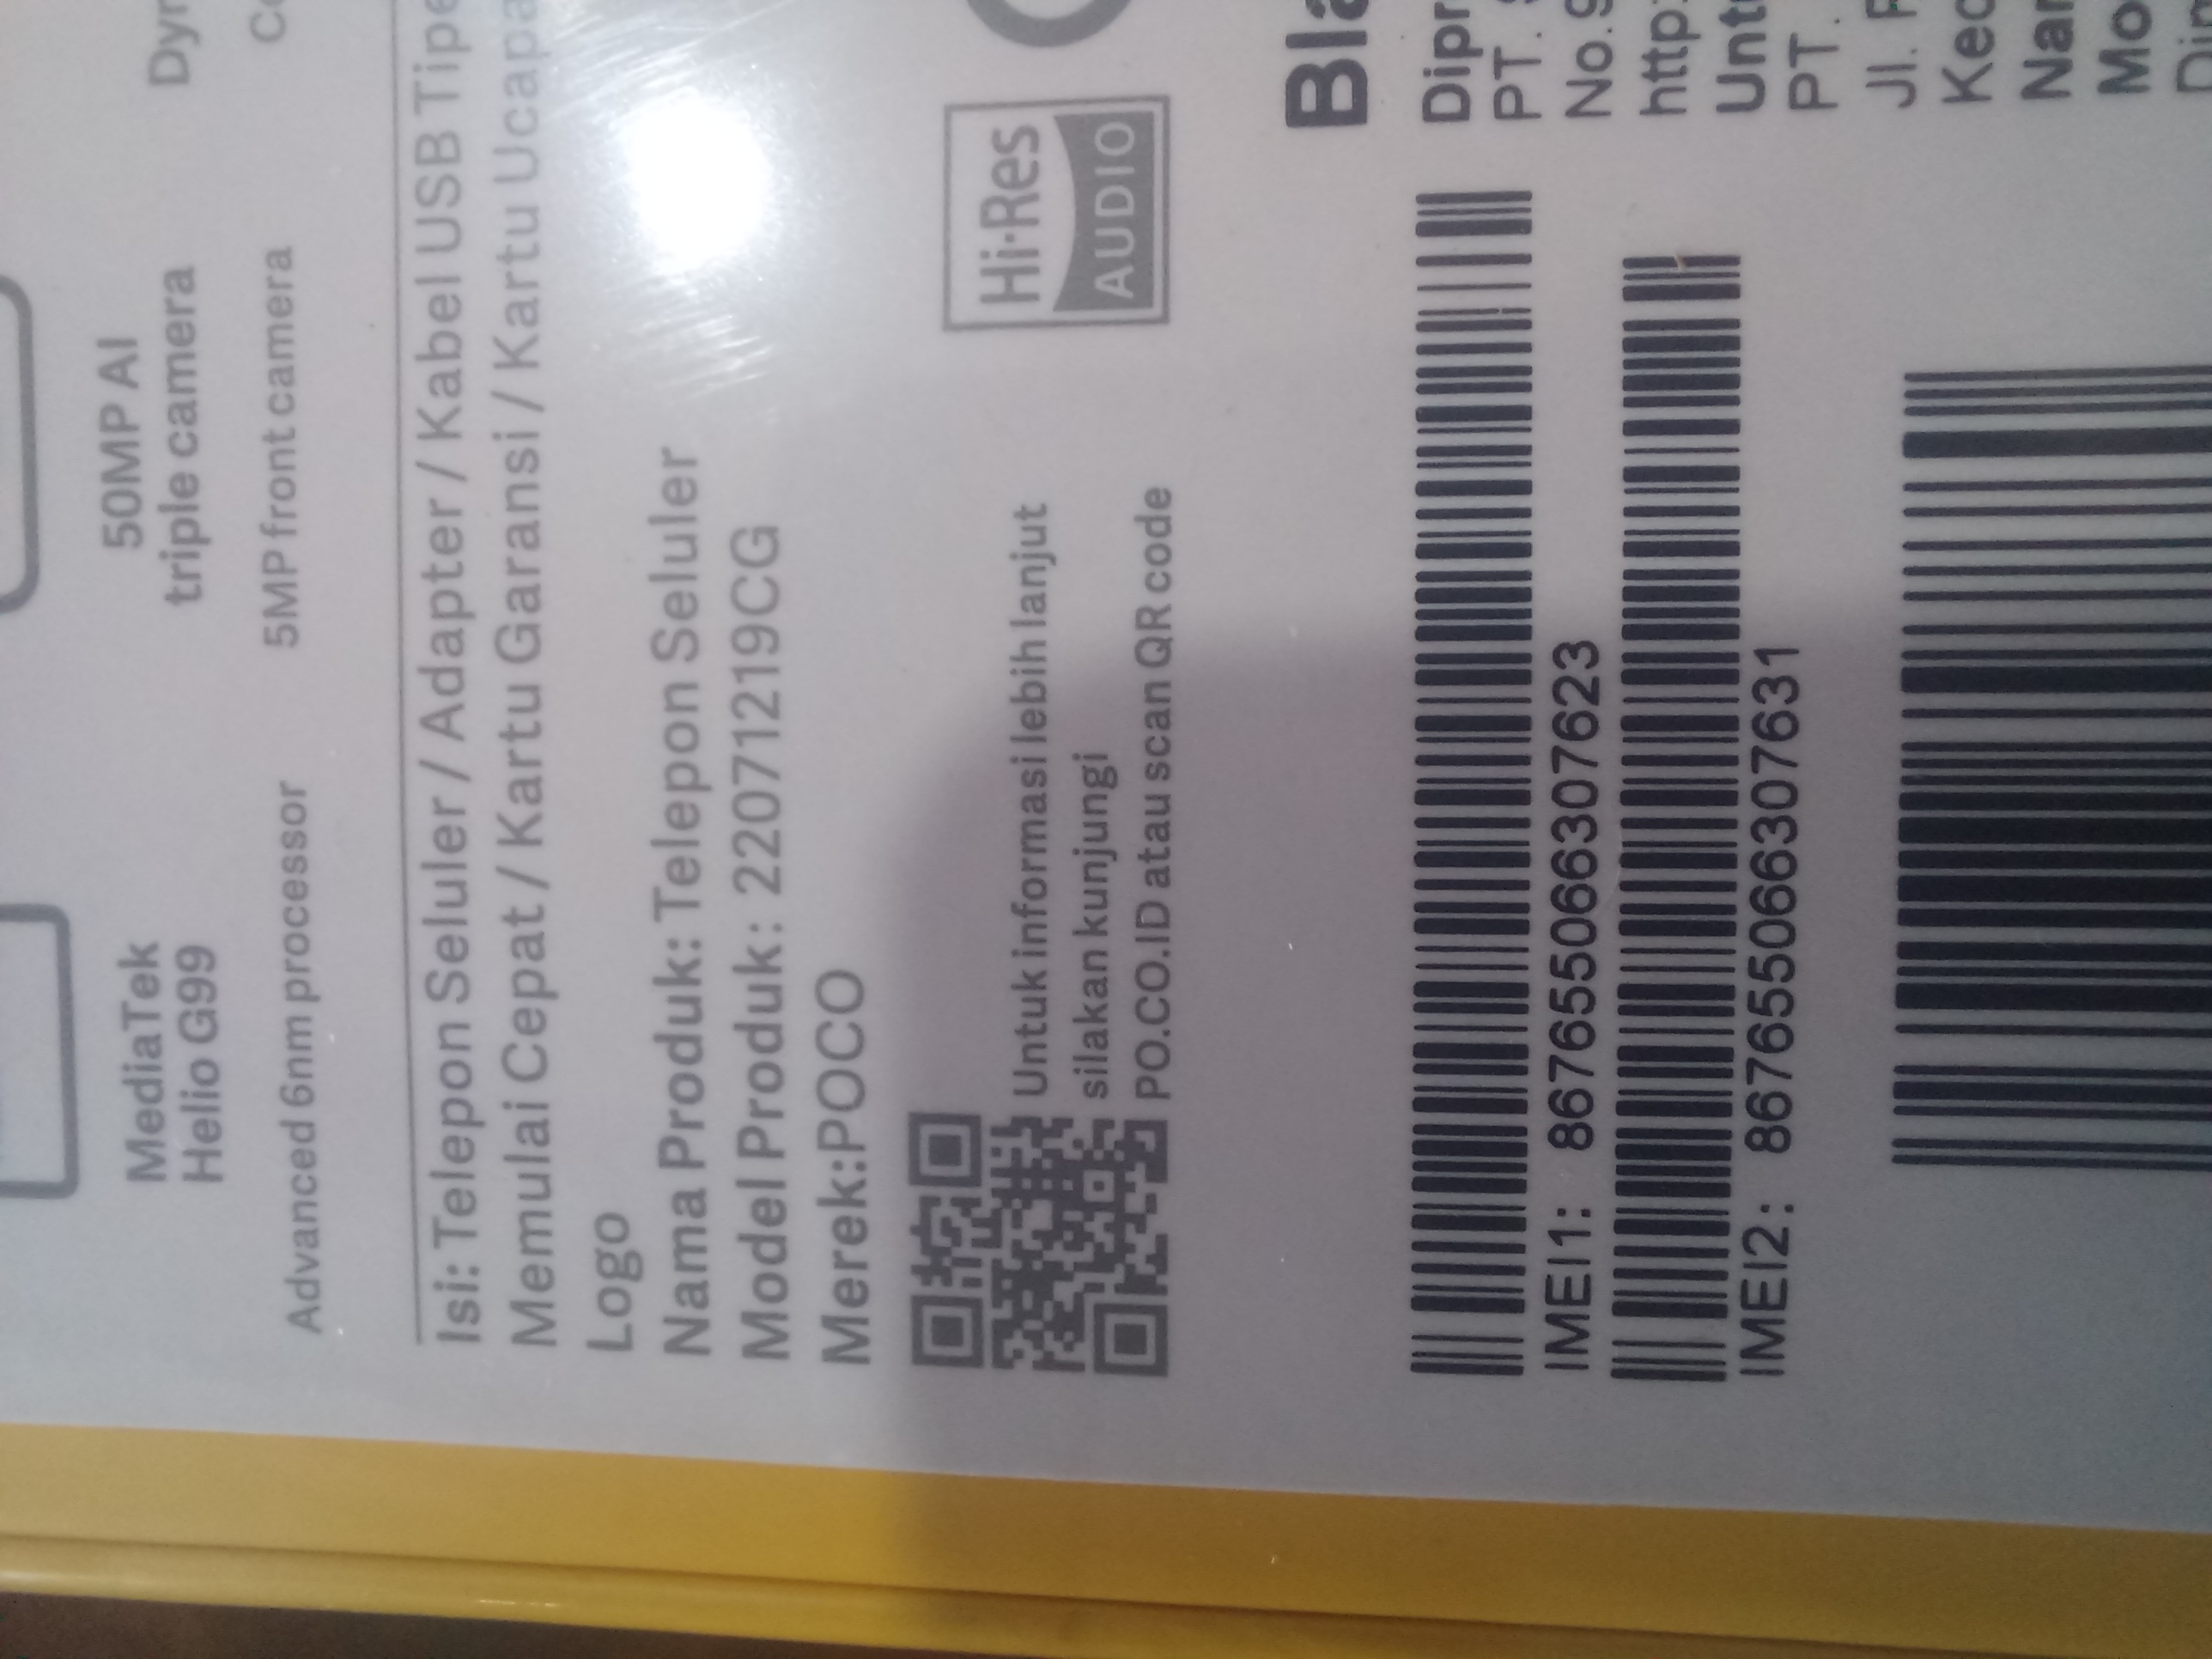 MediaTek
Helio G99
Advanced 6nm processor
50MP AI
triple camera
5MP front camera
Isi: Telepon Seluler / Adapter / Kabel USB
Memulai Cepat / Kartu Garansi / Kartu
Logo
Nama Produk: Telepon Seluler
Model Produk: 22071219CG
Merek:POCO
Untuk informasi lebih lanjut
silakan kunjungi
PO.CO.ID atau scan QR code
Hi-Res
AUDIO
IMEI1: 867655066307623
IMEI2: 867655066307631
PT.
http:
PT.
Jl.